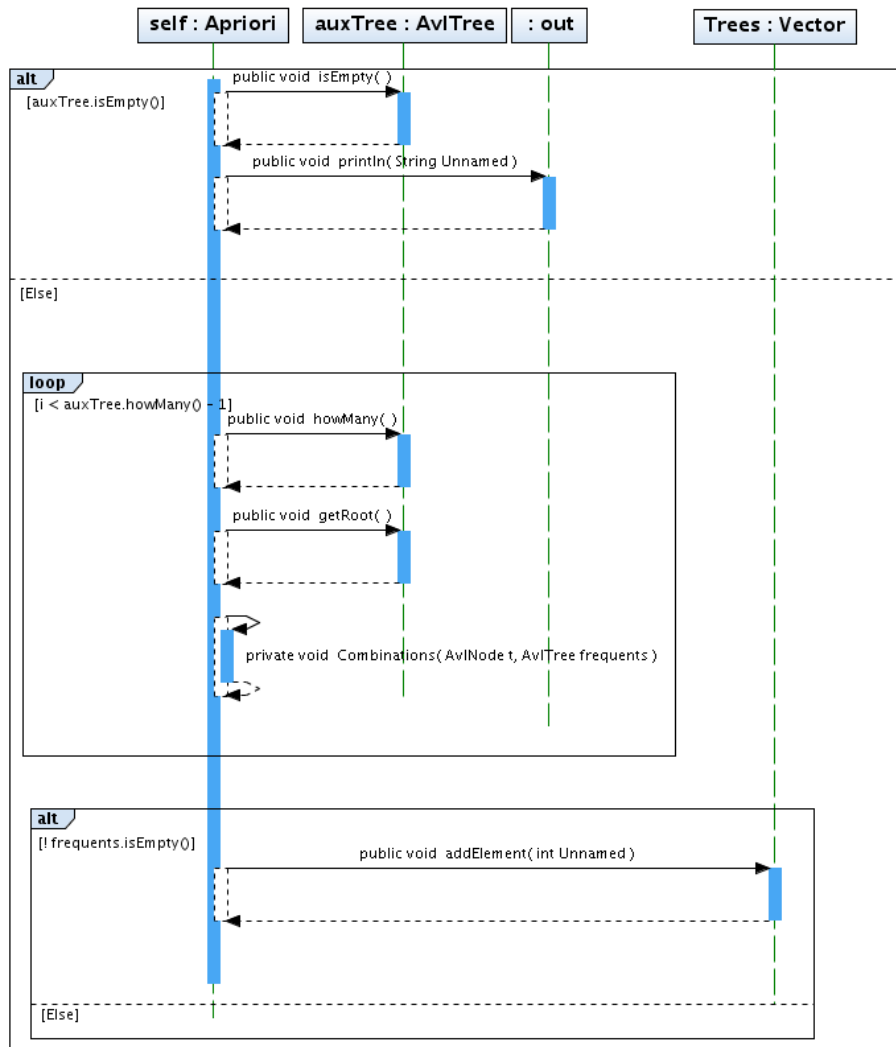 self : Apriori
auxTree : AvlTree
: out
Trees : Vector
alt
public void isEmpty( )
[auxTree.isEmpty()]
public void println( String Unnamed )
[Else]
loop
[i < auxTree.howMany() - 1]
public void howMany( )
public void getRoot( )
private void Combinations( AvlNode t, AvlTree frequents )
alt
[! frequents.isEmpty()]
public void addElement( int Unnamed )
[Else]